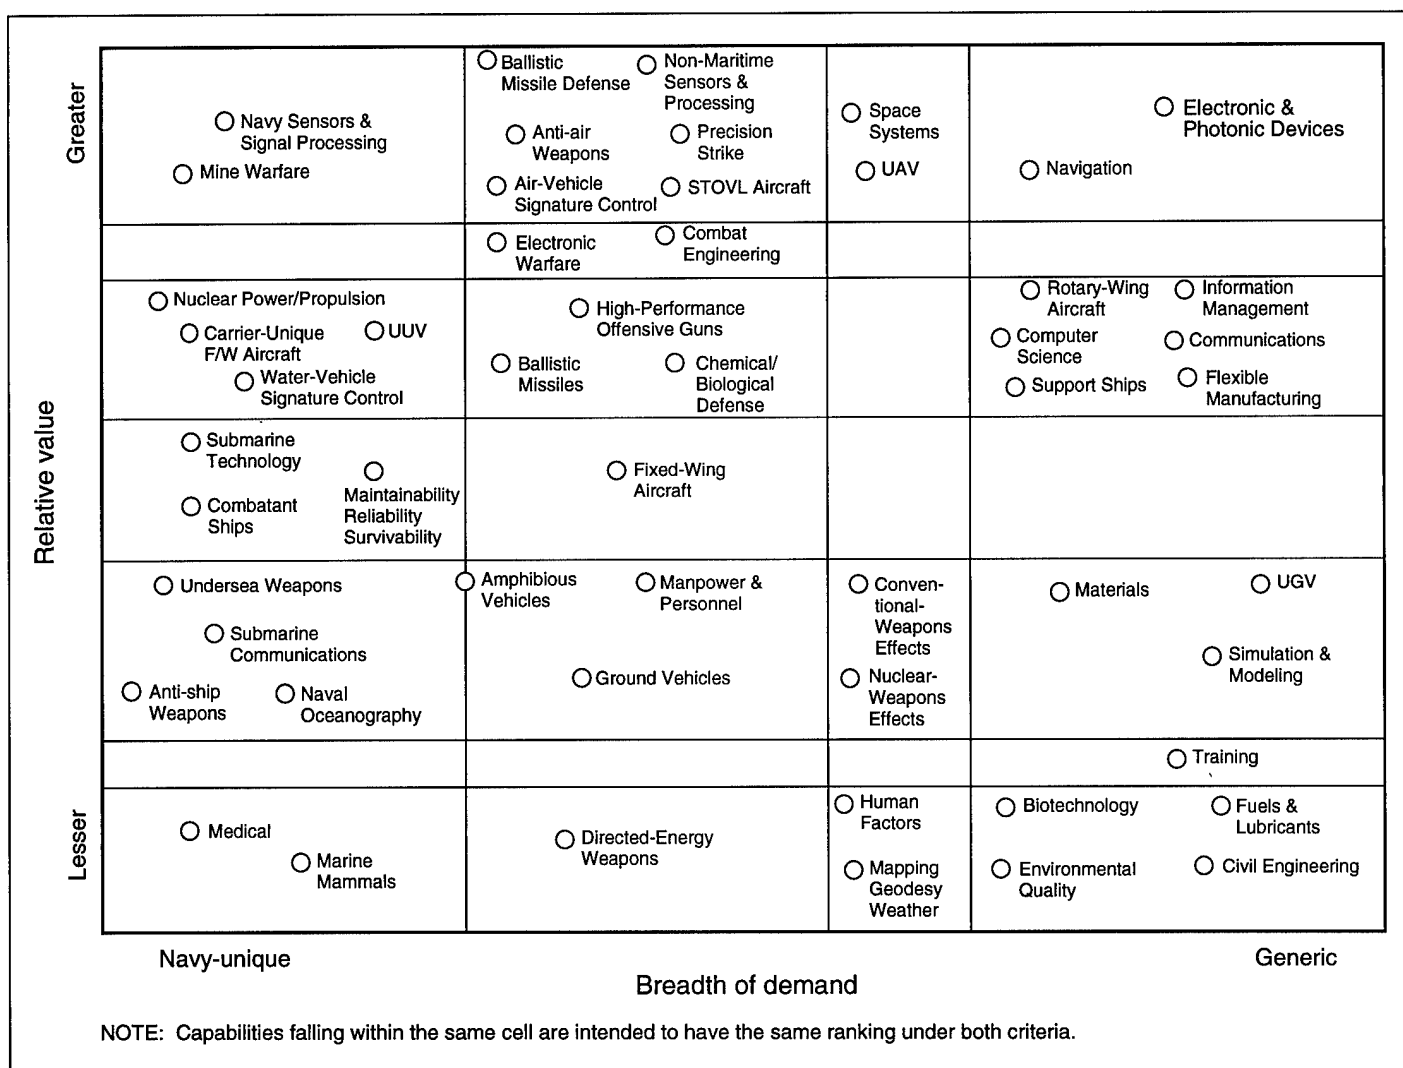 Greater
Relative value
Lesser
Navy Sensors &
Signal Processing
Mine Warfare
Ballistic
Missile Defense
Non-Maritime
Sensors &
Processing
Anti-air
Weapons
Precision
Strike
Air-Vehicle
Signature Control
STOVL Aircraft
Space
Systems
UAV
Electronic &
Photonic Devices
Navigation
Electronic
Warfare
Combat
Engineering
Nuclear Power/Propulsion
Carrier-Unique
F/W Aircraft
UUV
Water-Vehicle
Signature Control
High-Performance
Offensive Guns
Ballistic
Missiles
Chemical/
Biological
Defense
Rotary-Wing
Aircraft
Information
Management
Computer
Science
Communications
Support Ships
Flexible
Manufacturing
Submarine
Technology
Combatant
Ships
Maintainability
Reliability
Survivability
Fixed-Wing
Aircraft
Undersea Weapons
Submarine
Communications
Anti-ship
Weapons
Naval
Oceanography
Amphibious
Vehicles
Manpower &
Personnel
Ground Vehicles
Conven-
tional-
Weapons
Effects
Nuclear-
Weapons
Effects
Materials
UGV
Simulation &
Modeling
Training
Medical
Marine
Mammals
Directed-Energy
Weapons
Human
Factors
Mapping
Geodesy
Weather
Biotechnology
Fuels &
Lubricants
Environmental
Quality
Civil Engineering
Navy-unique
Generic
Breadth of demand
NOTE: Capabilities falling within the same cell are intended to have the same ranking under both criteria.